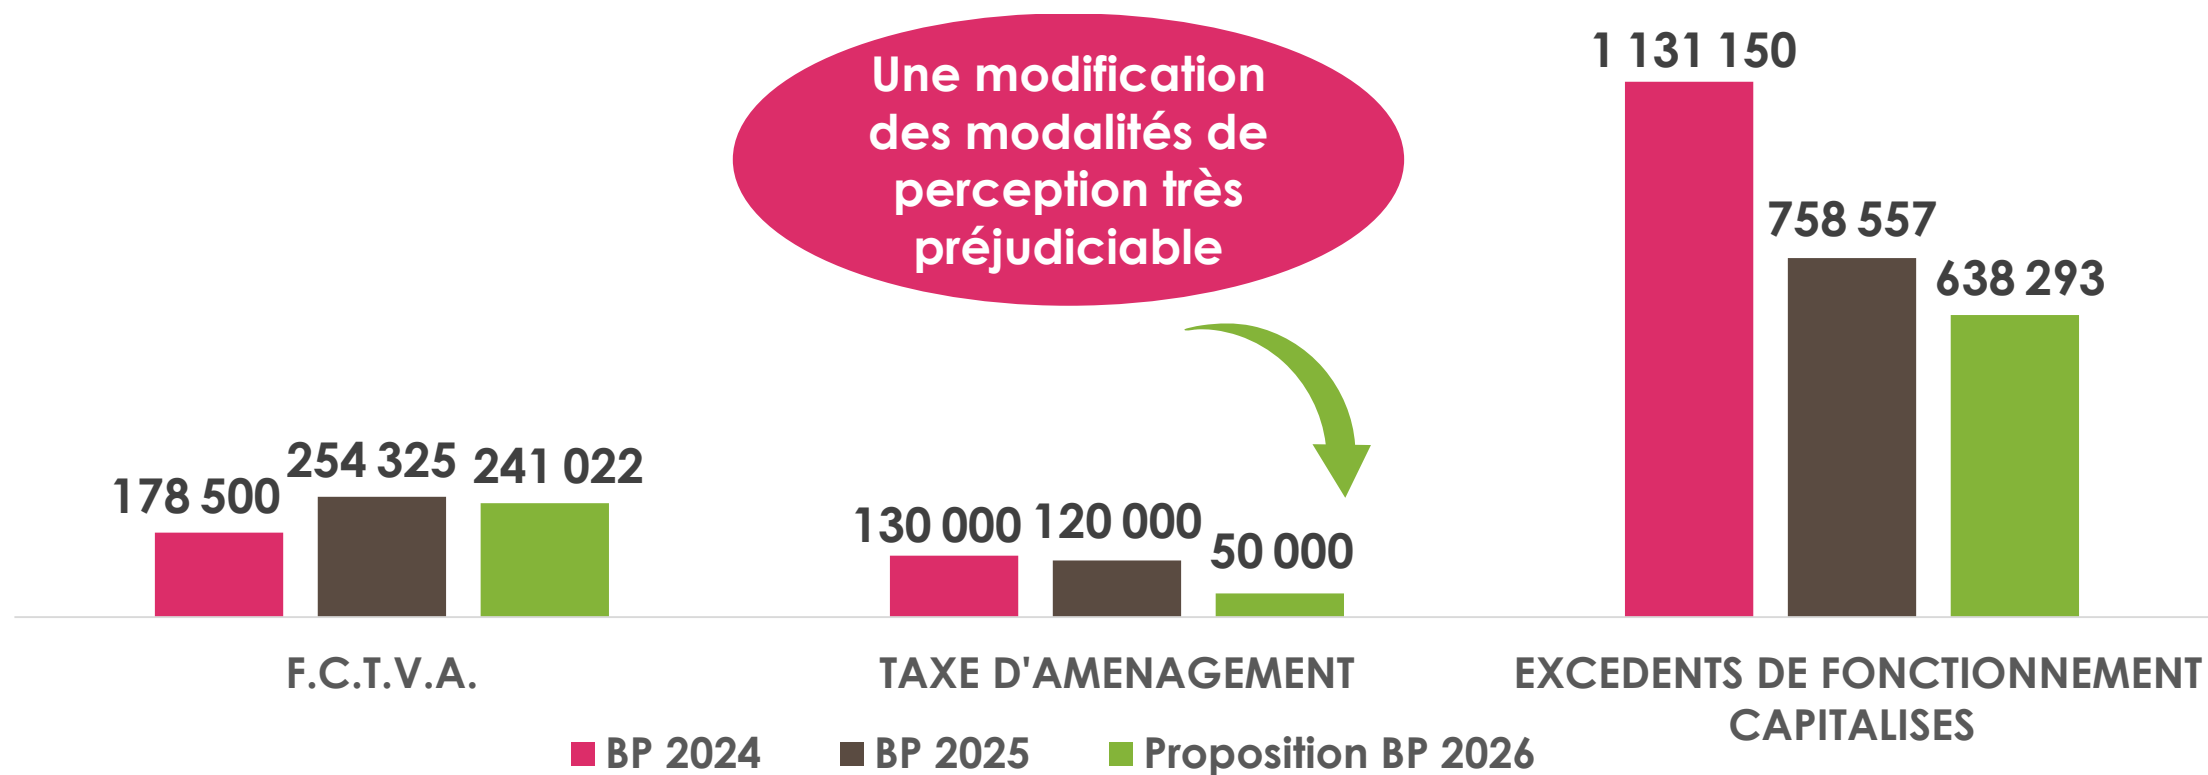 Une modification
des modalités de
perception très
préjudiciable
1 131 150
758 557
638 293
178 500
254 325
241 022
130 000
120 000
50 000
F.C.T.V.A.
TAXE D'AMENAGEMENT
EXCEDENTS DE FONCTIONNEMENT
CAPITALISES
BP 2024
BP 2025
Proposition BP 2026